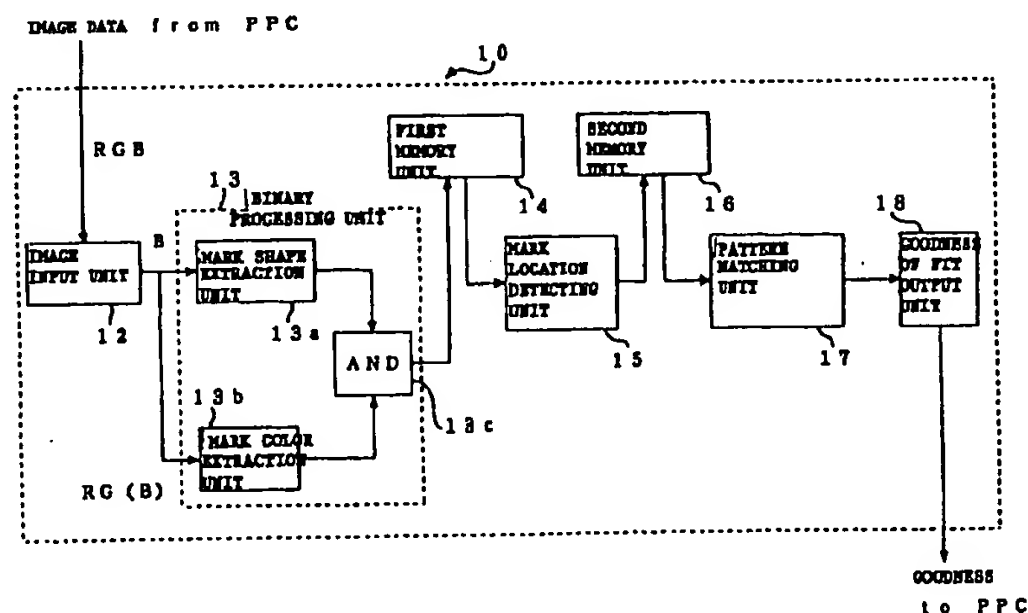 IMAGE DATA from PPC
10
RGB
FIRST
MEMORY
UNIT
14
SECOND
MEMORY
UNIT
16
13
BINARY
PROCESSING UNIT
B
IMAGE
INPUT UNIT
12
MARK SHAPE
EXTRACTION
UNIT
13a
MARK
LOCATION
DETECTING
UNIT
15
PATTERN
MATCHING
UNIT
17
18
GOODNESS
OF FIT
OUTPUT
UNIT
AND
13c
13b
MARK COLOR
EXTRACTION
UNIT
RG (B)
GOODNESS
to PPC